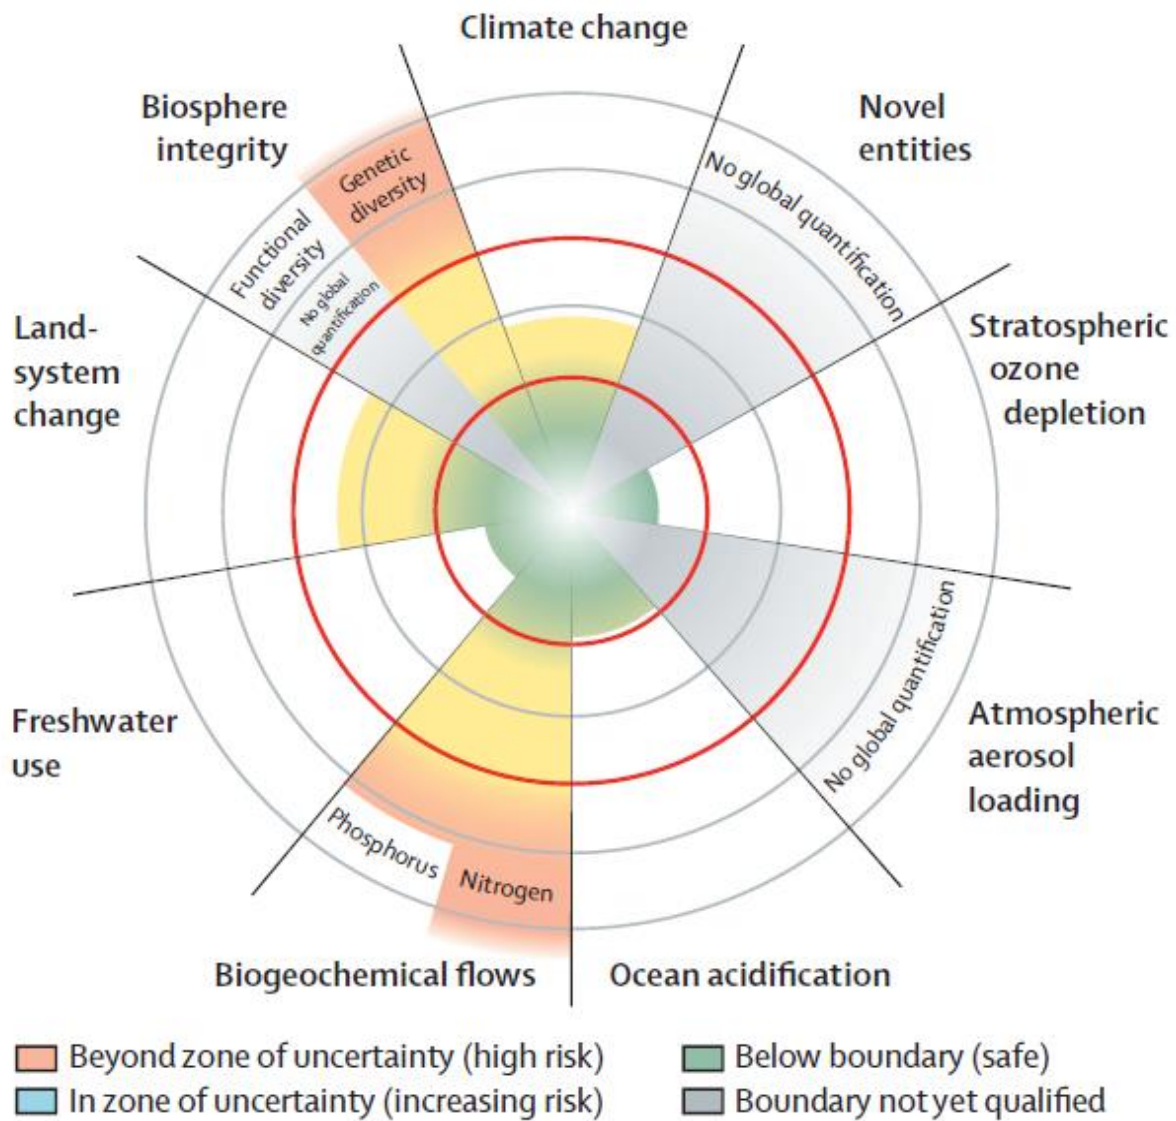 Climate change
Biosphere
integrity
Novel
entities
Genetic
diversity
Functional
diversity
No global
quantification
No global quantification
Land-
system
change
Stratospheric
ozone
depletion
Freshwater
use
Atmospheric
aerosol
loading
No global quantification
Phosphorus
Nitrogen
Biogeochemical flows
Ocean acidification
Beyond zone of uncertainty (high risk)
In zone of uncertainty (increasing risk)
Below boundary (safe)
Boundary not yet qualified